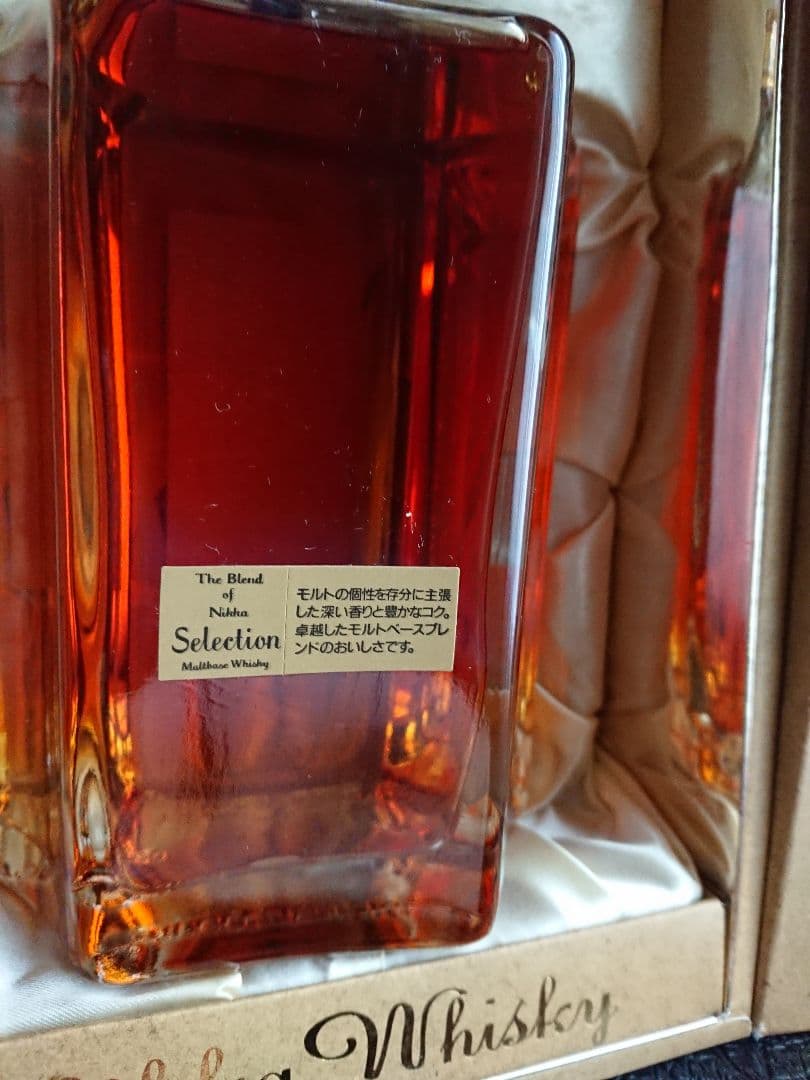 The Blend
of
Nikka
Selection
Maltbase Whisky
モルトの個性を存分に主張
した深い香りと豊かなコク。
卓越したモルトベースブレ
ンドのおいしさです。
Whisky